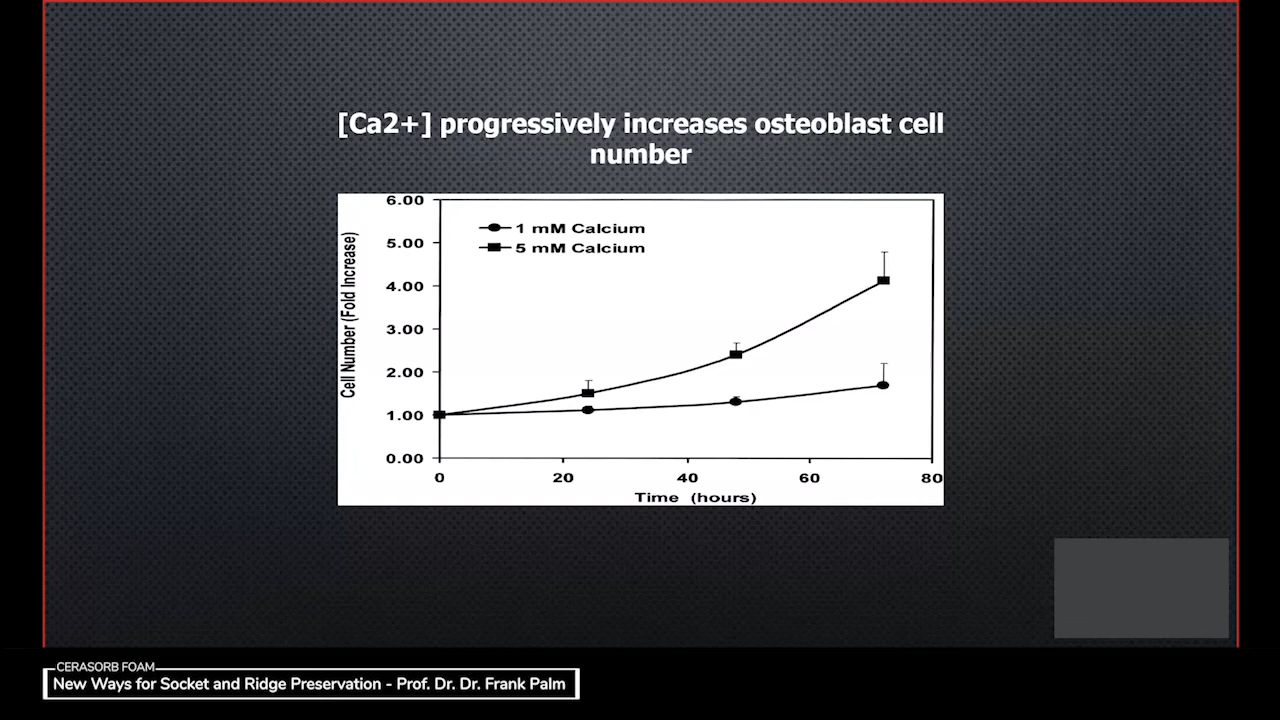 [Ca2+] progressively increases osteoblast cell
number
6.00
5.00
4.00
3.00
2.00
1.00
0.00
Cell Number (Fold Increase)
1 mM Calcium
5 mM Calcium
0 20 40 60 80
Time (hours)
CERASORB FOAM
New Ways for Socket and Ridge Preservation - Prof. Dr. Dr. Frank Palm